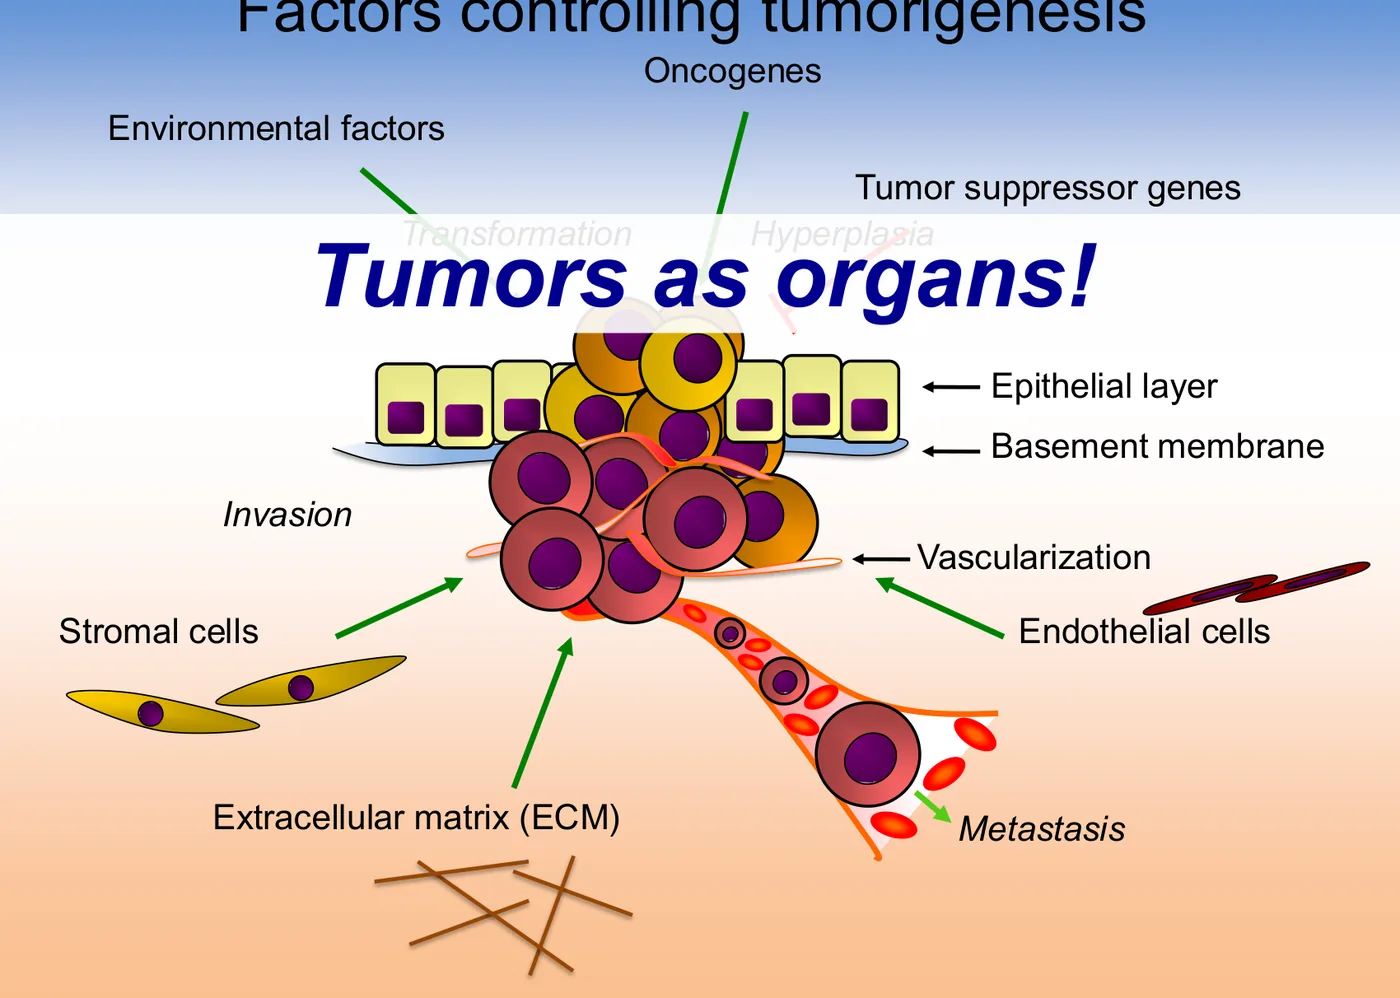 Factors controlling tumorigenesis
Oncogenes
Environmental factors
Tumor suppressor genes
Transformation
Hyperplasia
Tumors as organs!
Epithelial layer
Basement membrane
Invasion
Vascularization
Stromal cells
Endothelial cells
Extracellular matrix (ECM)
Metastasis